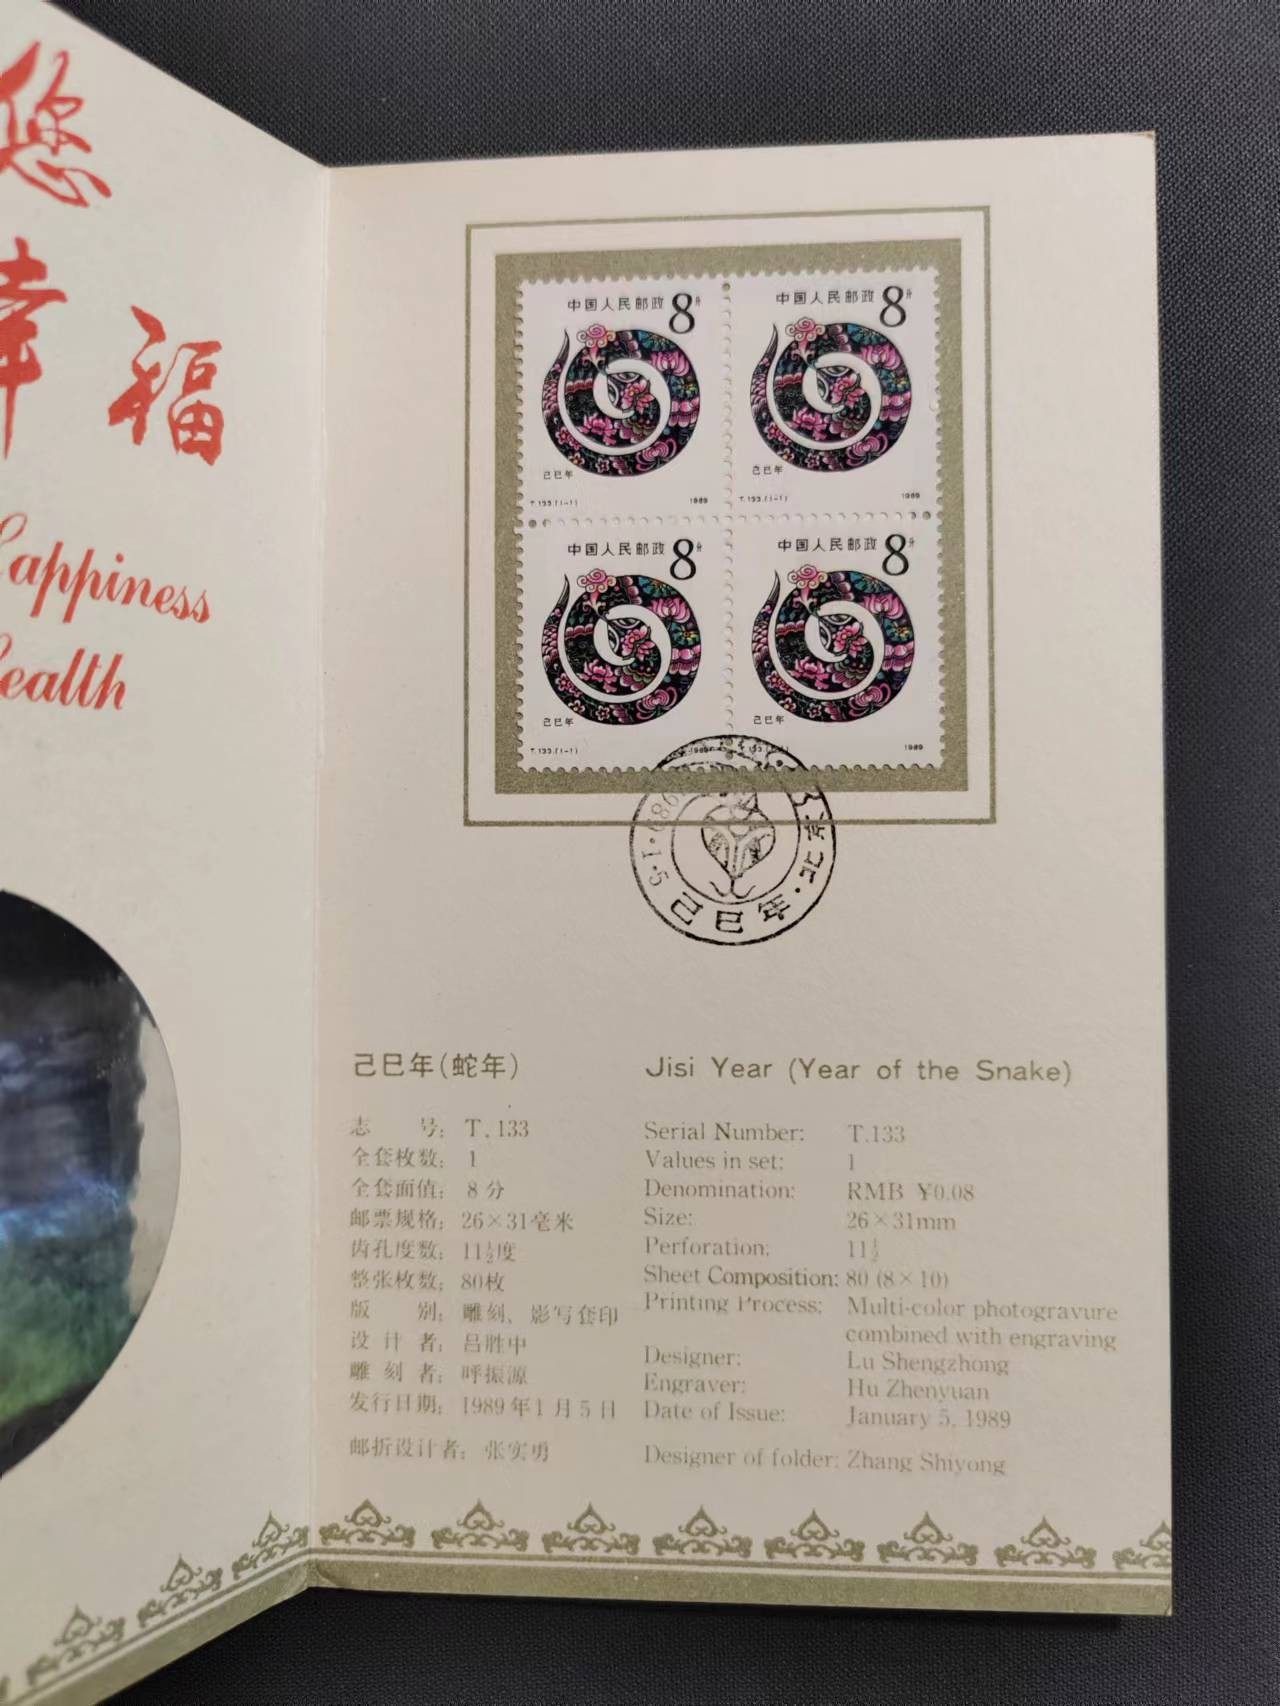 您
幸福
Happiness
Health
中国人民邮政 8分
己巳年
T.133.(1-1) 1989
中国人民邮政 8分
己巳年
T.133.(1-1) 1989
中国人民邮政 8分
己巳年
T.133.(1-1) 1989
中国人民邮政 8分
己巳年
133.(1-1) 1989
北京
己巳年
己巳年(蛇年)
志号: T.133
全套枚数: 1
全套面值: 8分
邮票规格: 26×31毫米
齿孔度数: 11½度
整张枚数: 80枚
版别: 雕刻、影写套印
设计者: 吕胜中
雕刻者: 呼振源
发行日期: 1989年1月5日
邮折设计者: 张实勇
Jisi Year (Year of the Snake)
Serial Number: T.133
Values in set: 1
Denomination: RMB ¥0.08
Size: 26×31mm
Perforation: 11½
Sheet Composition: 80 (8×10)
Printing Process: Multi-color photogravure
combined with engraving
Designer: Lu Shengzhong
Engraver: Hu Zhenyuan
Date of Issue: January 5, 1989
Designer of folder: Zhang Shiyong